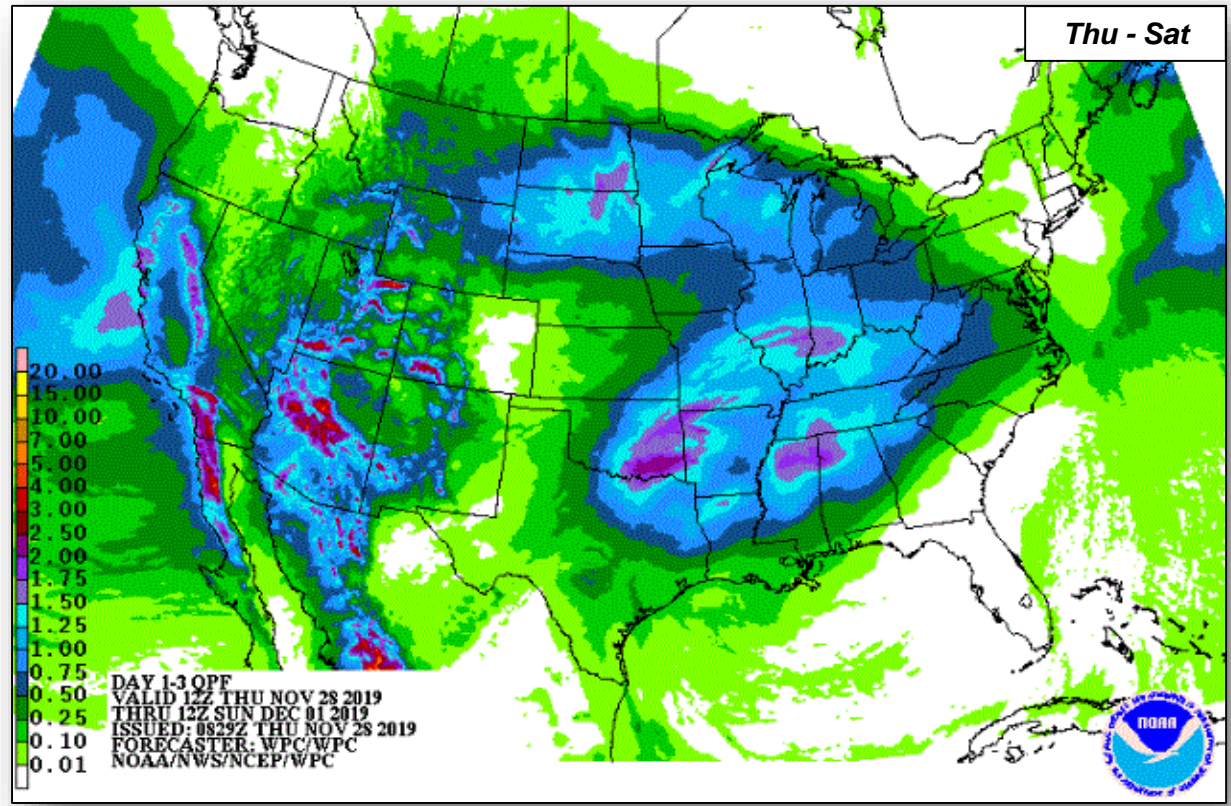 Thu - Sat
20.00
15.00
10.00
7.00
5.00
4.00
3.00
2.50
2.00
1.75
1.50
1.25
1.00
0.75
0.50
0.25
0.10
0.01
DAY 1-3 QPF
VALID 12Z THU NOV 28 2019
THRU 12Z SUN DEC 01 2019
ISSUED: 0829Z THU NOV 28 2019
FORECASTER: WPC/WPC
NOAA/NWS/NCEP/WPC
NOAA